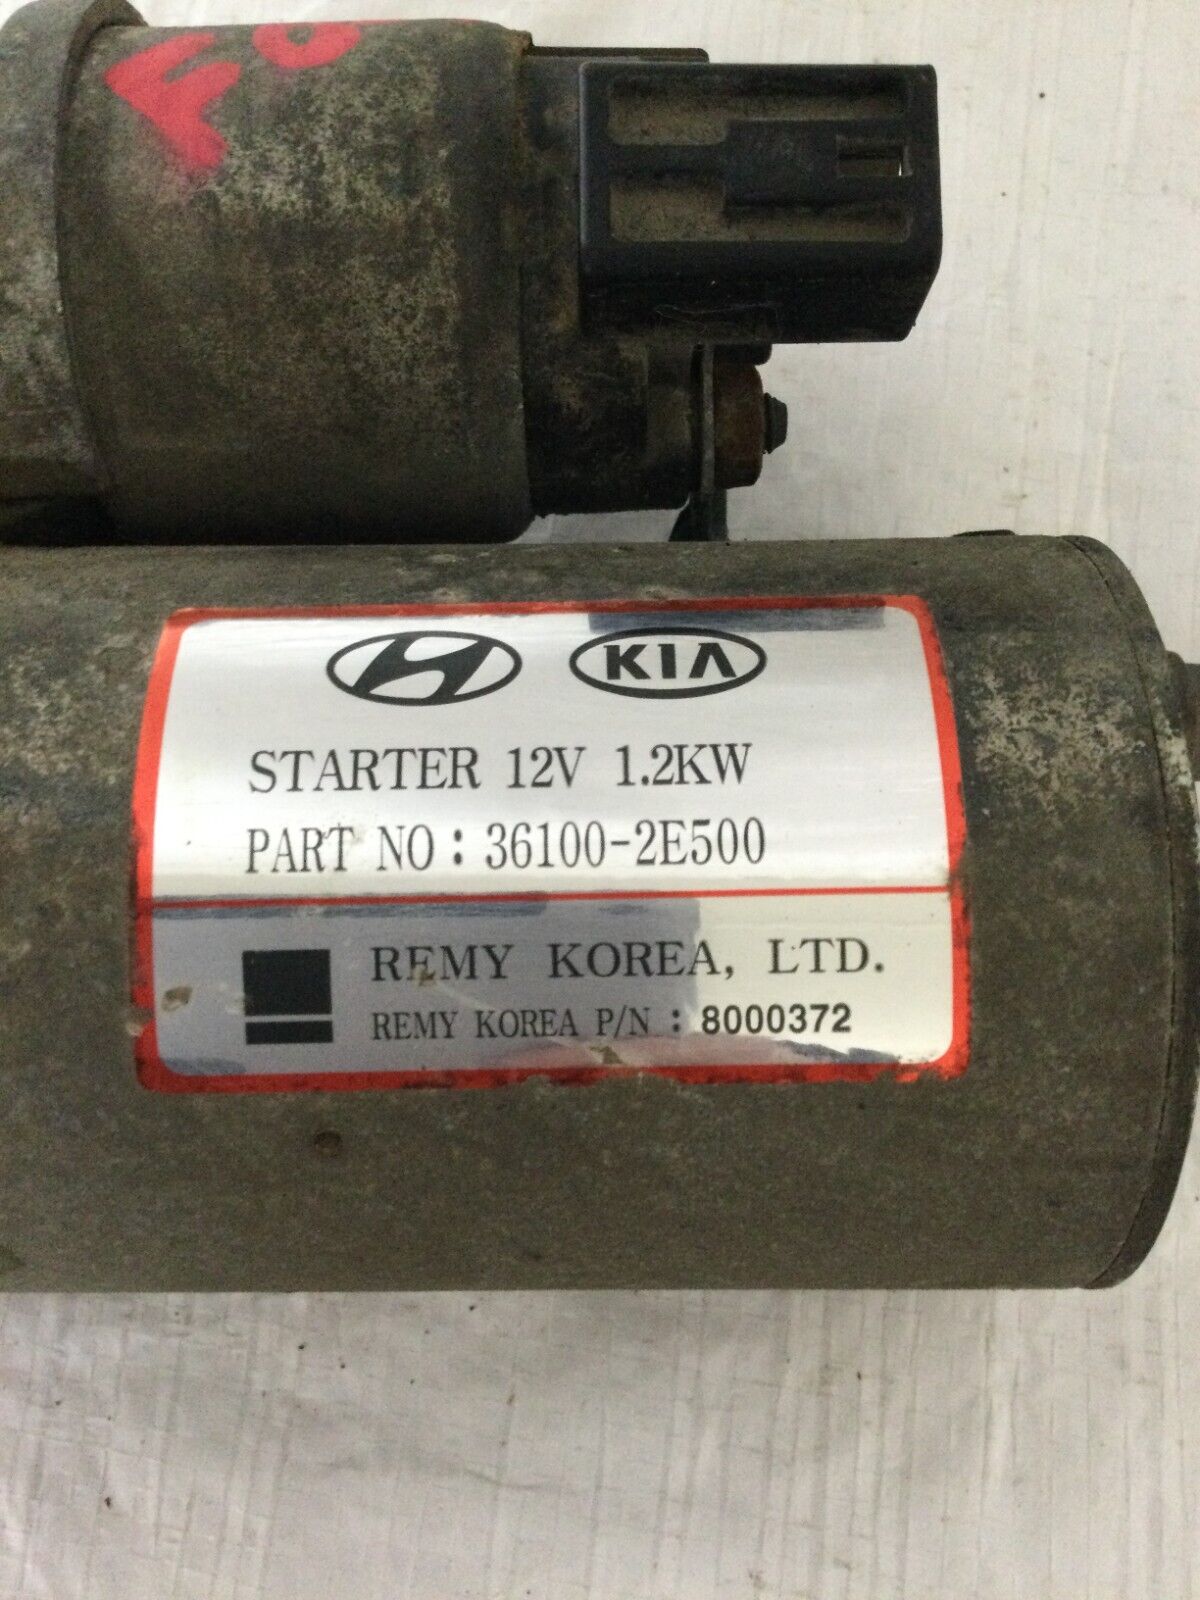 KIA
STARTER 12V 1.2KW
PART NO : 36100-2E500
REMY KOREA, LTD.
REMY KOREA P/N : 8000372